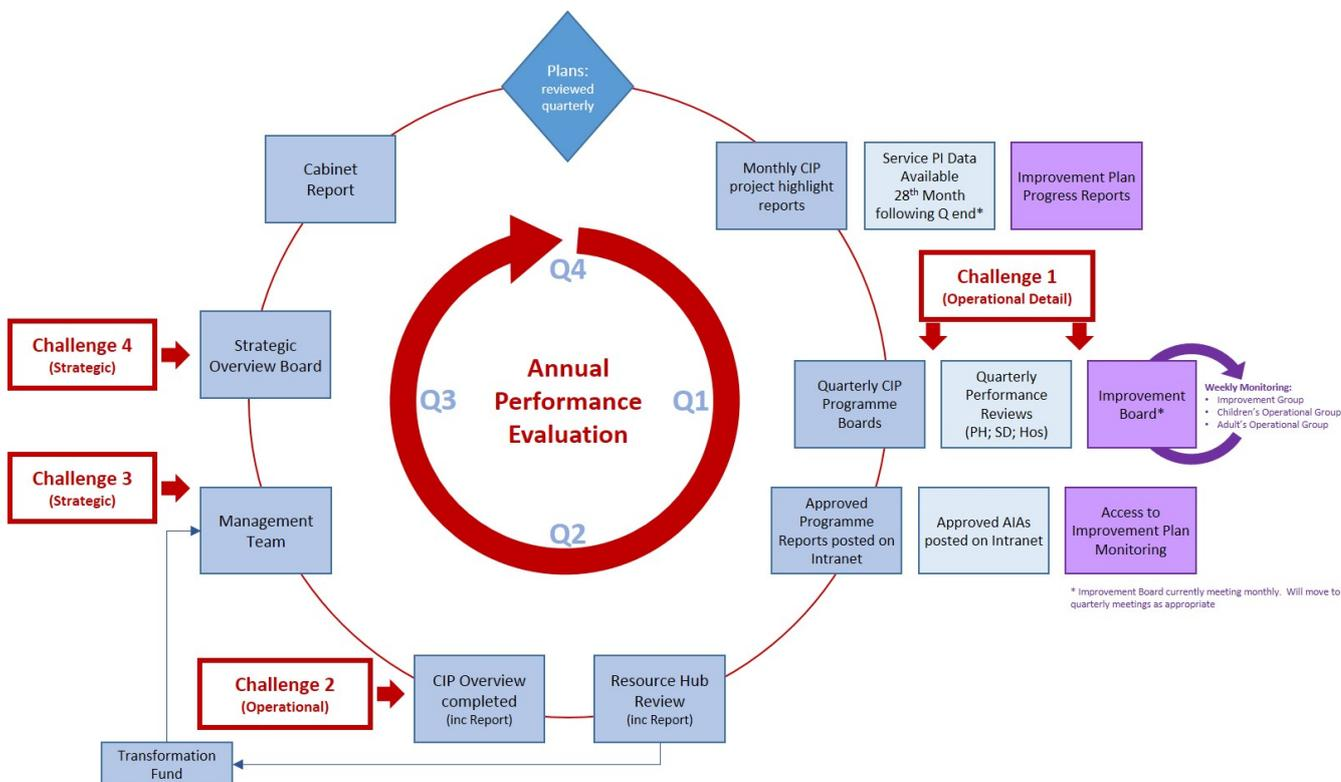 Plans:
reviewed
quarterly
Cabinet
Report
Monthly CIP
project highlight
reports
Service PI Data
Available
28th Month
following Q end*
Improvement Plan
Progress Reports
Challenge 1
(Operational Detail)
Q4
Q3
Q1
Q2
Annual
Performance
Evaluation
Challenge 4
(Strategic)
Strategic
Overview Board
Quarterly CIP
Programme
Boards
Quarterly
Performance
Reviews
(PH; SD; Hos)
Improvement
Board*
Weekly Monitoring:
• Improvement Group
• Children's Operational Group
• Adult's Operational Group
Challenge 3
(Strategic)
Management
Team
Approved
Programme
Reports posted on
Intranet
Approved AIAs
posted on Intranet
Access to
Improvement Plan
Monitoring
* Improvement Board currently meeting monthly. Will move to
quarterly meetings as appropriate
Challenge 2
(Operational)
CIP Overview
completed
(inc Report)
Resource Hub
Review
(inc Report)
Transformation
Fund